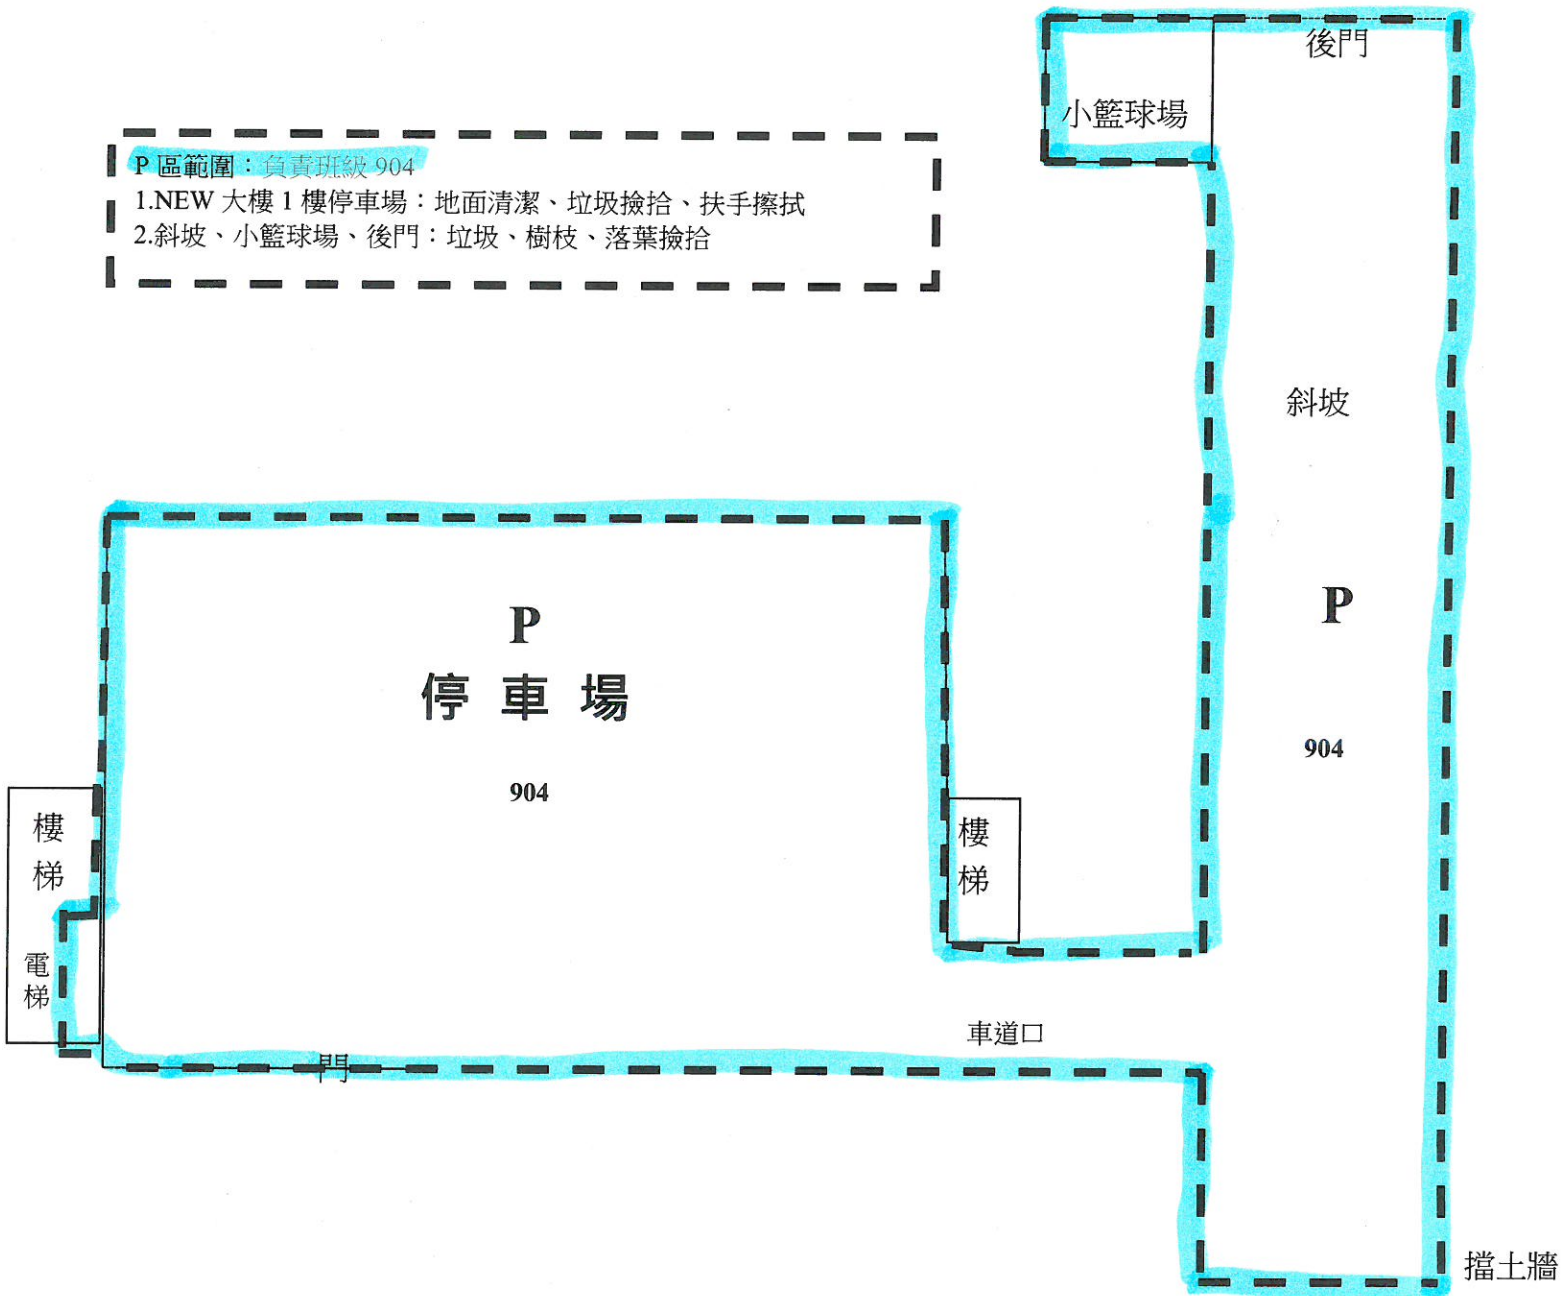 後門
小籃球場
P 區範圍：負責班級 904
1.NEW 大樓 1 樓停車場：地面清潔、垃圾撿拾、扶手擦拭
2.斜坡、小籃球場、後門：垃圾、樹枝、落葉撿拾
斜坡
P
P
停車場
904
904
樓梯
樓梯
電梯
車道口
門
擋土牆